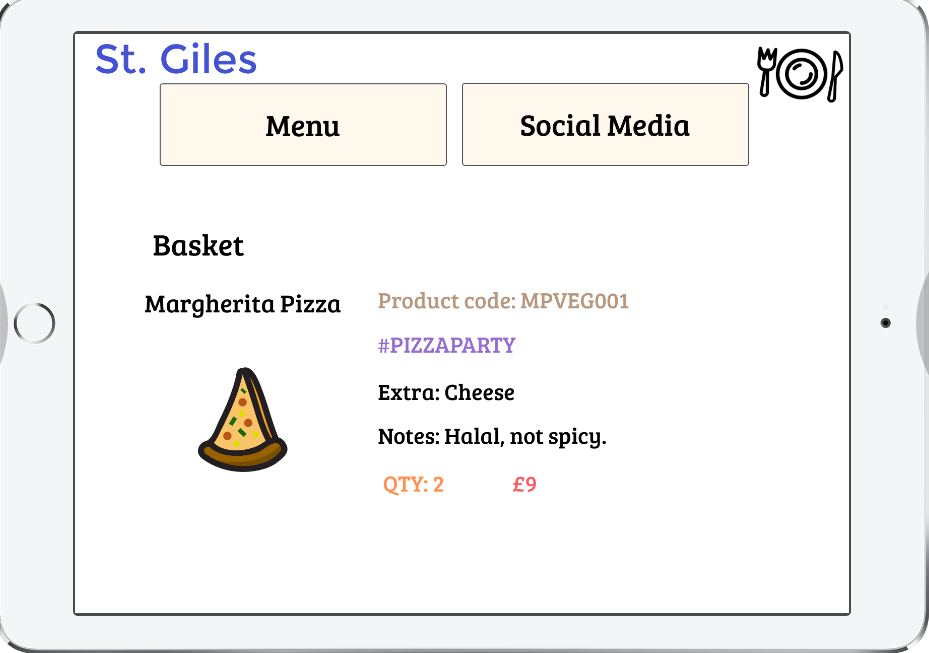 St. Giles
Menu
Social Media
Basket
Margherita Pizza
Product code: MPVEG001
#PIZZAPARTY
Extra: Cheese
Notes: Halal, not spicy.
QTY: 2 £9